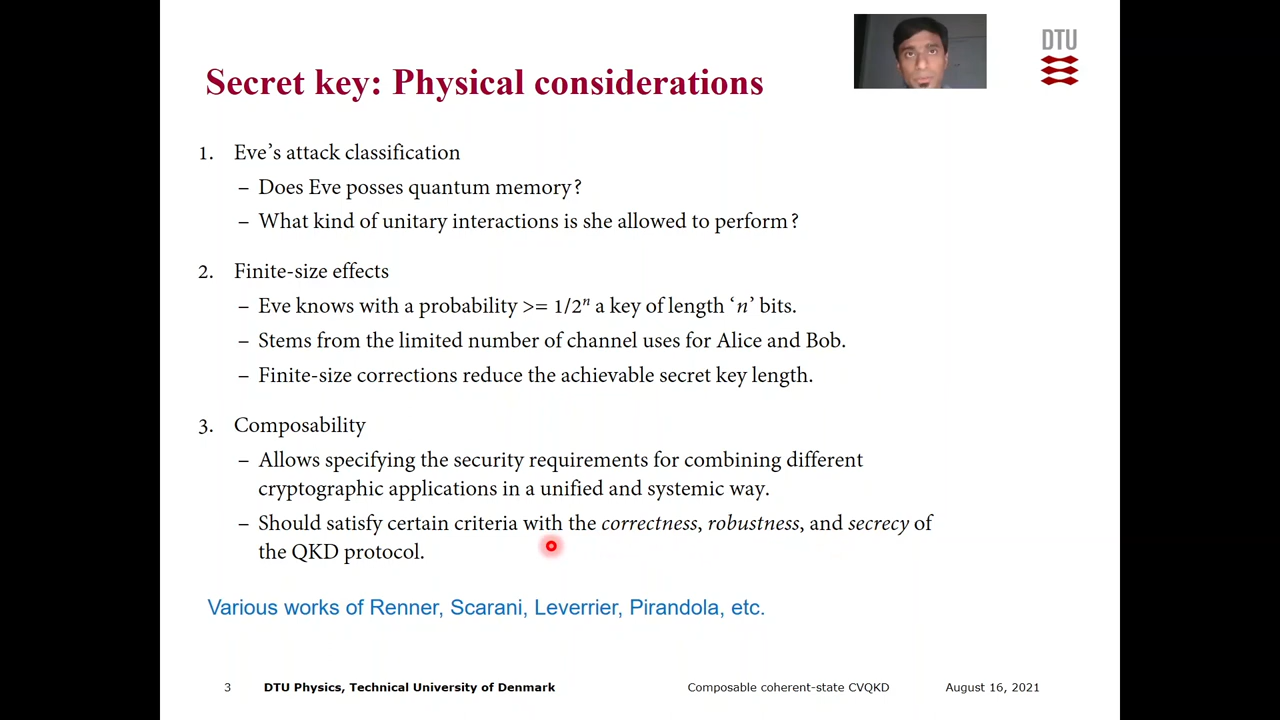 DTU
Secret key: Physical considerations
1. Eve's attack classification
– Does Eve posses quantum memory?
– What kind of unitary interactions is she allowed to perform?
2. Finite-size effects
– Eve knows with a probability >= 1/2ⁿ a key of length ‘n’ bits.
– Stems from the limited number of channel uses for Alice and Bob.
– Finite-size corrections reduce the achievable secret key length.
3. Composability
– Allows specifying the security requirements for combining different
cryptographic applications in a unified and systemic way.
– Should satisfy certain criteria with the correctness, robustness, and secrecy of
the QKD protocol.
Various works of Renner, Scarani, Leverrier, Pirandola, etc.
3 DTU Physics, Technical University of Denmark Composable coherent-state CVQKD August 16, 2021